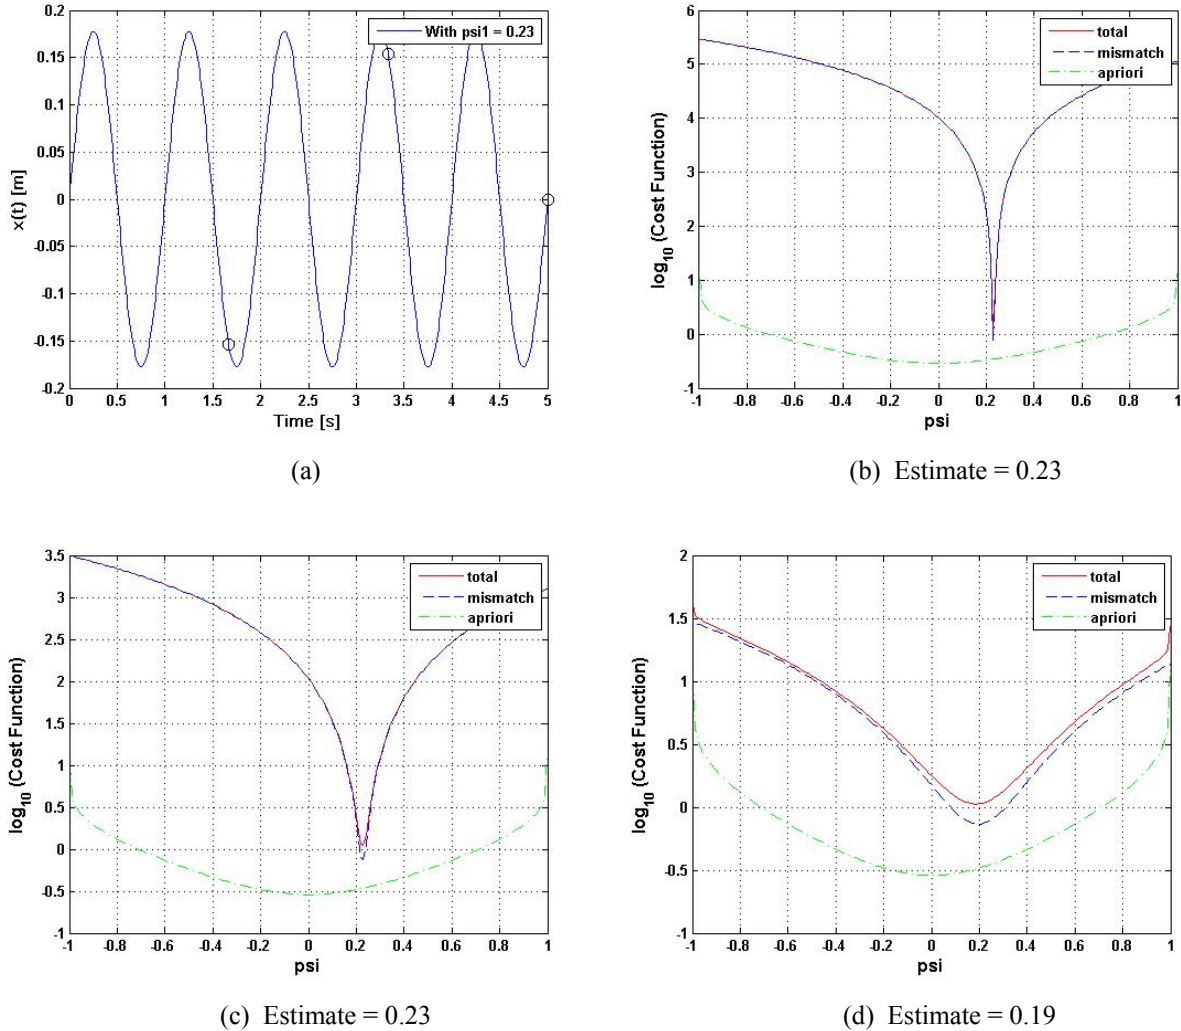 0.2
0.15
0.1
0.05
0
-0.05
-0.1
-0.15
-0.2
x(t) [m]
With psi1 = 0.23
0 0.5 1 1.5 2 2.5 3 3.5 4 4.5 5
Time [s]
(a)
6
5
4
3
2
1
0
-1
log10 (Cost Function)
total
mismatch
apriori
-1 -0.8 -0.6 -0.4 -0.2 0 0.2 0.4 0.6 0.8 1
psi
(b) Estimate = 0.23
3.5
3
2.5
2
1.5
1
0.5
0
-0.5
-1
log10 (Cost Function)
total
mismatch
apriori
-1 -0.8 -0.6 -0.4 -0.2 0 0.2 0.4 0.6 0.8 1
psi
(c) Estimate = 0.23
2
1.5
1
0.5
0
-0.5
-1
log10 (Cost Function)
total
mismatch
apriori
-1 -0.8 -0.6 -0.4 -0.2 0 0.2 0.4 0.6 0.8 1
psi
(d) Estimate = 0.19